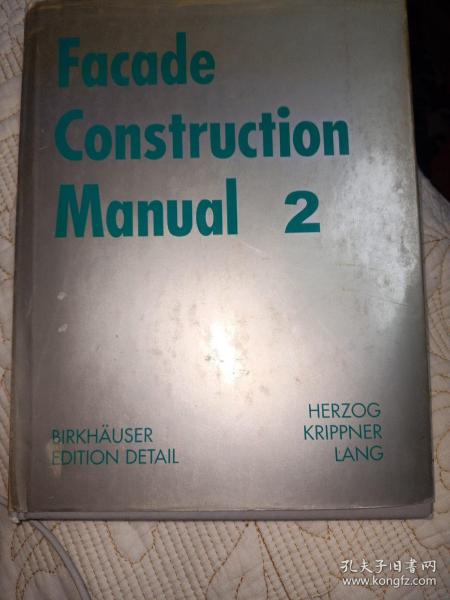 Facade
Construction
Manual 2
BIRKHÄUSER
EDITION DETAIL
HERZOG
KRIPPNER
LANG
孔夫子旧书网
www.kongfz.com